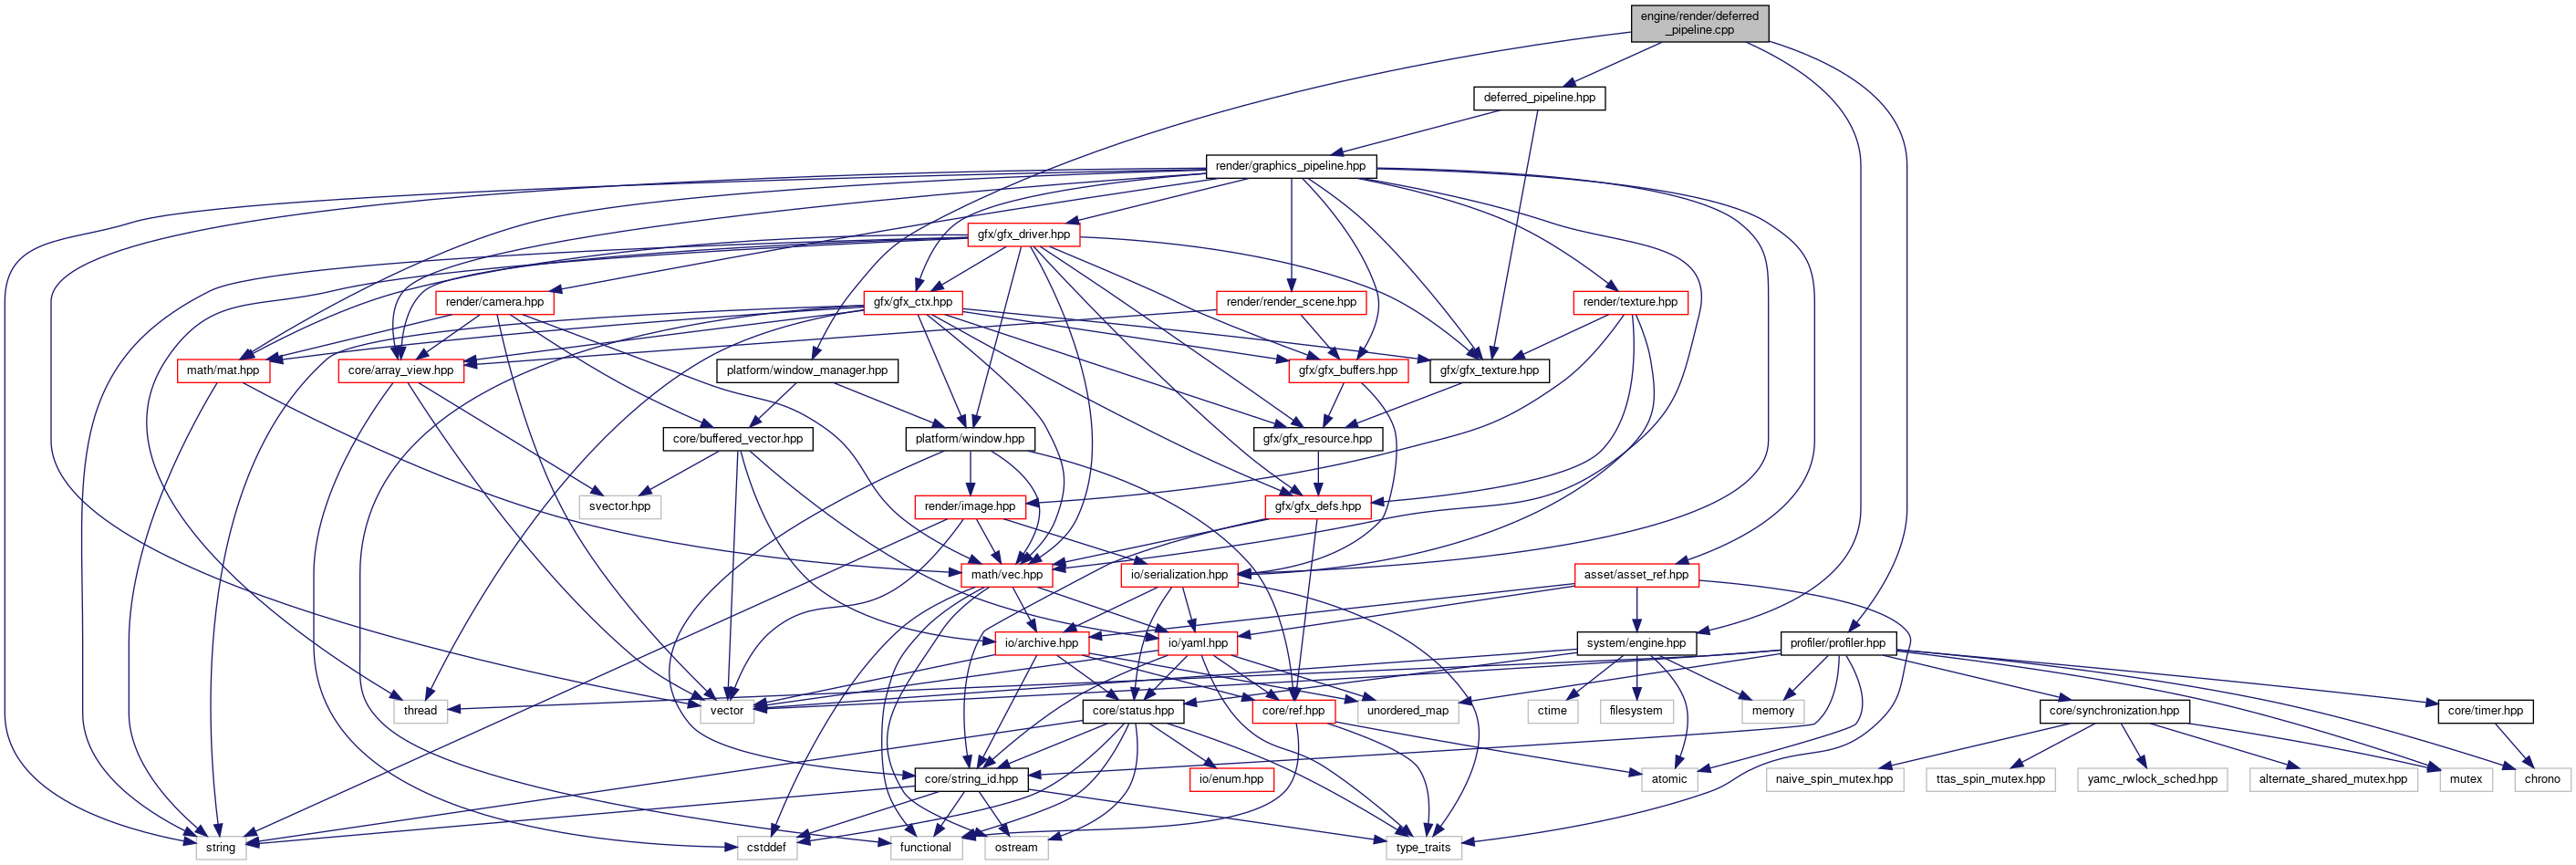 engine/render/deferred
_pipeline.cpp
deferred_pipeline.hpp
render/graphics_pipeline.hpp
gfx/gfx_driver.hpp
render/camera.hpp
gfx/gfx_ctx.hpp
render/render_scene.hpp
render/texture.hpp
math/mat.hpp
core/array_view.hpp
platform/window_manager.hpp
gfx/gfx_buffers.hpp
gfx/gfx_texture.hpp
core/buffered_vector.hpp
platform/window.hpp
gfx/gfx_resource.hpp
svector.hpp
render/image.hpp
gfx/gfx_defs.hpp
math/vec.hpp
io/serialization.hpp
asset/asset_ref.hpp
io/archive.hpp
io/yaml.hpp
system/engine.hpp
profiler/profiler.hpp
thread
vector
core/status.hpp
core/ref.hpp
unordered_map
ctime
filesystem
memory
core/synchronization.hpp
core/timer.hpp
core/string_id.hpp
io/enum.hpp
atomic
naive_spin_mutex.hpp
ttas_spin_mutex.hpp
yamc_rwlock_sched.hpp
alternate_shared_mutex.hpp
mutex
chrono
string
cstddef
functional
ostream
type_traits